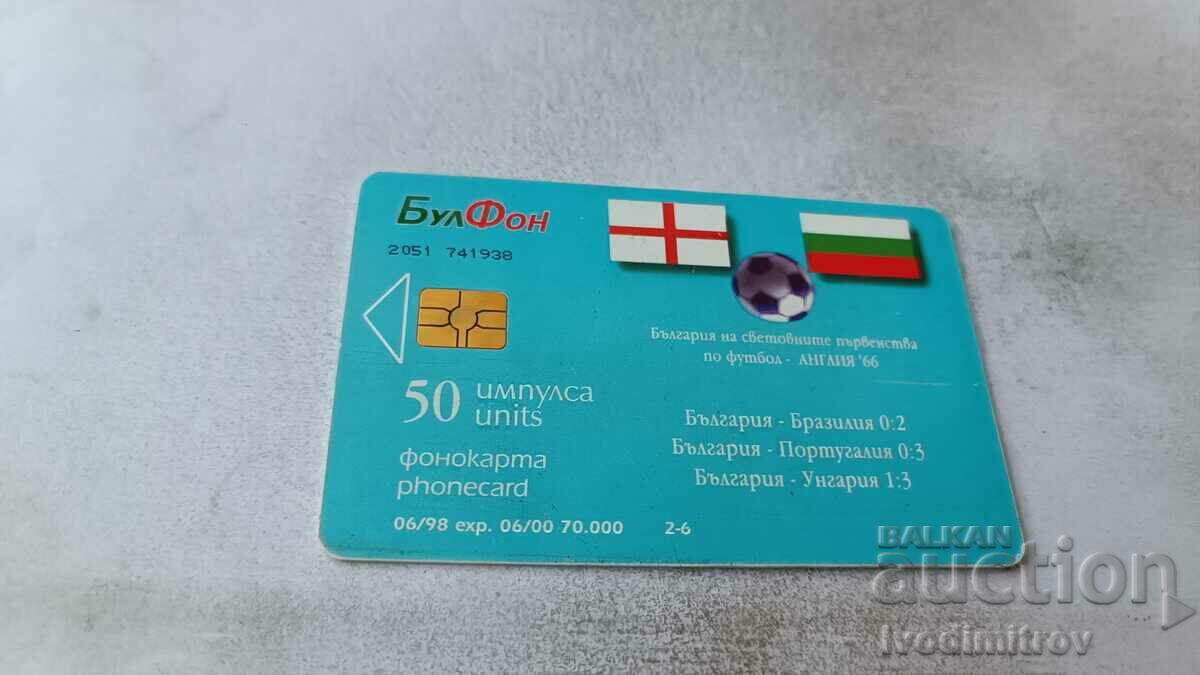 БулФон
2051 741938
България на световните първенства
по футбол - АНГЛИЯ '66
50 импулса
units
България - Бразилия 0:2
България - Португалия 0:3
България - Унгария 1:3
фонокарта
phonecard
06/98 exp. 06/00 70.000 2-6
BALKAN
auction
Ivodimitrov